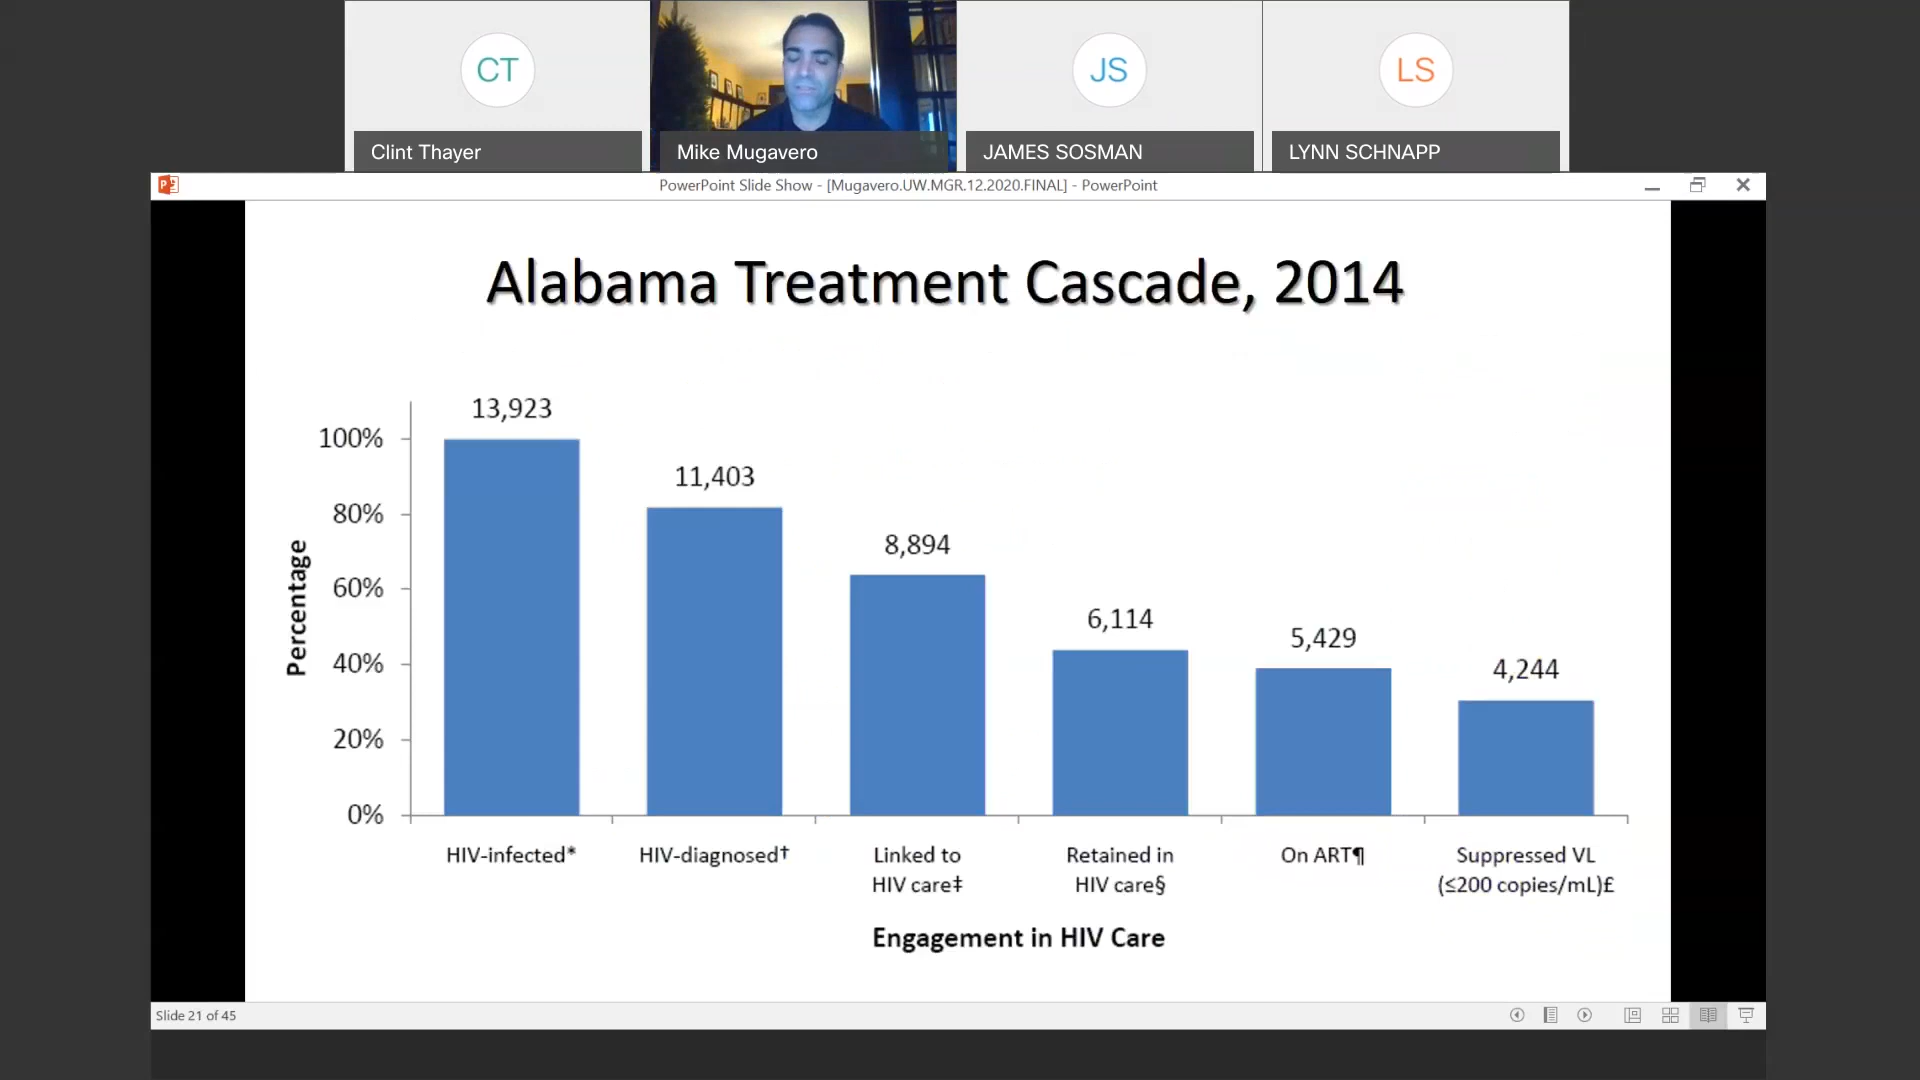 CT
JS
LS
Clint Thayer
Mike Mugavero
JAMES SOSMAN
LYNN SCHNAPP
PowerPoint Slide Show - [Mugavero.UW.MGR.12.2020.FINAL] - PowerPoint
Alabama Treatment Cascade, 2014
Percentage
100%
80%
60%
40%
20%
0%
13,923
11,403
8,894
6,114
5,429
4,244
HIV-infected*
HIV-diagnosed†
Linked to
HIV care‡
Retained in
HIV care§
On ART¶
Suppressed VL
(≤200 copies/mL)£
Engagement in HIV Care
Slide 21 of 45